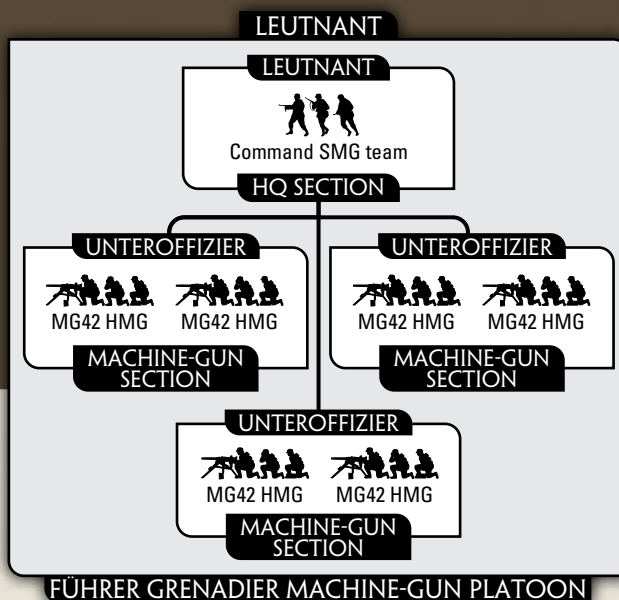 LEUTNANT
LEUTNANT
Command SMG team
HQ SECTION
UNTEROFFIZIER
MG42 HMG MG42 HMG
MACHINE-GUN
SECTION
UNTEROFFIZIER
MG42 HMG MG42 HMG
MACHINE-GUN
SECTION
UNTEROFFIZIER
MG42 HMG MG42 HMG
MACHINE-GUN
SECTION
FÜHRER GRENADIER MACHINE-GUN PLATOON